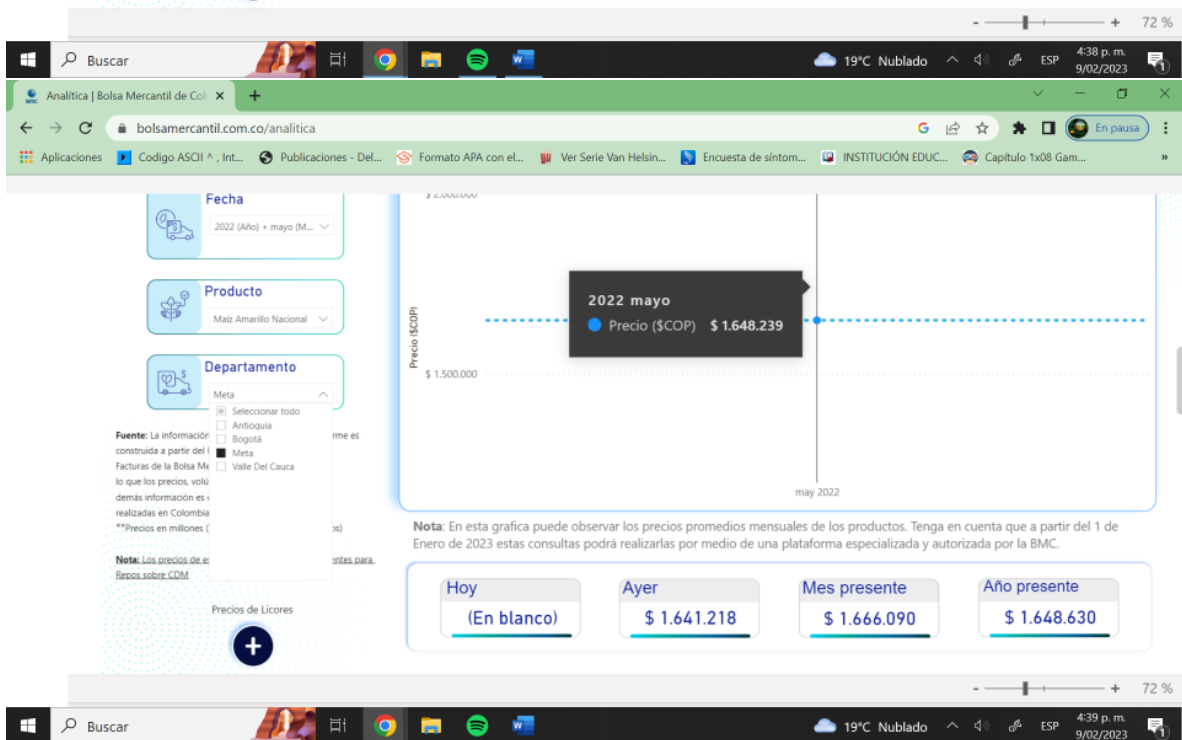 - + 72 %
Buscar
19°C Nublado
ESP
4:38 p. m.
9/02/2023
1
Analítica | Bolsa Mercantil de Col
bolsamercantil.com.co/analitica
En pausa
Aplicaciones
Codigo ASCII ^ , Int...
Publicaciones - Del...
Formato APA con el...
Ver Serie Van Helsin...
Encuesta de síntom...
INSTITUCIÓN EDUC...
Capítulo 1x08 Gam...
»
Fecha
2022 (Año) + mayo (M...
Producto
Maiz Amarillo Nacional
Departamento
Meta
Seleccionar todo
Antioquia
Bogotá
Meta
Valle Del Cauca
Fuente: La información
rme es
construida a partir del
Facturas de la Bolsa Me
lo que los precios, volú
demás información es
realizadas en Colombia
**Precios en millones (
os)
Nota: Los precios de e
entes para
Repos sobre CDM
Precios de Licores
+
$ 2.000.000
Precio ($COP)
2022 mayo
Precio ($COP) $ 1.648.239
$ 1.500.000
may 2022
Nota: En esta grafica puede observar los precios promedios mensuales de los productos. Tenga en cuenta que a partir del 1 de
Enero de 2023 estas consultas podrá realizarlas por medio de una plataforma especializada y autorizada por la BMC.
Hoy
(En blanco)
Ayer
$ 1.641.218
Mes presente
$ 1.666.090
Año presente
$ 1.648.630
- + 72 %
Buscar
19°C Nublado
ESP
4:39 p. m.
9/02/2023
1